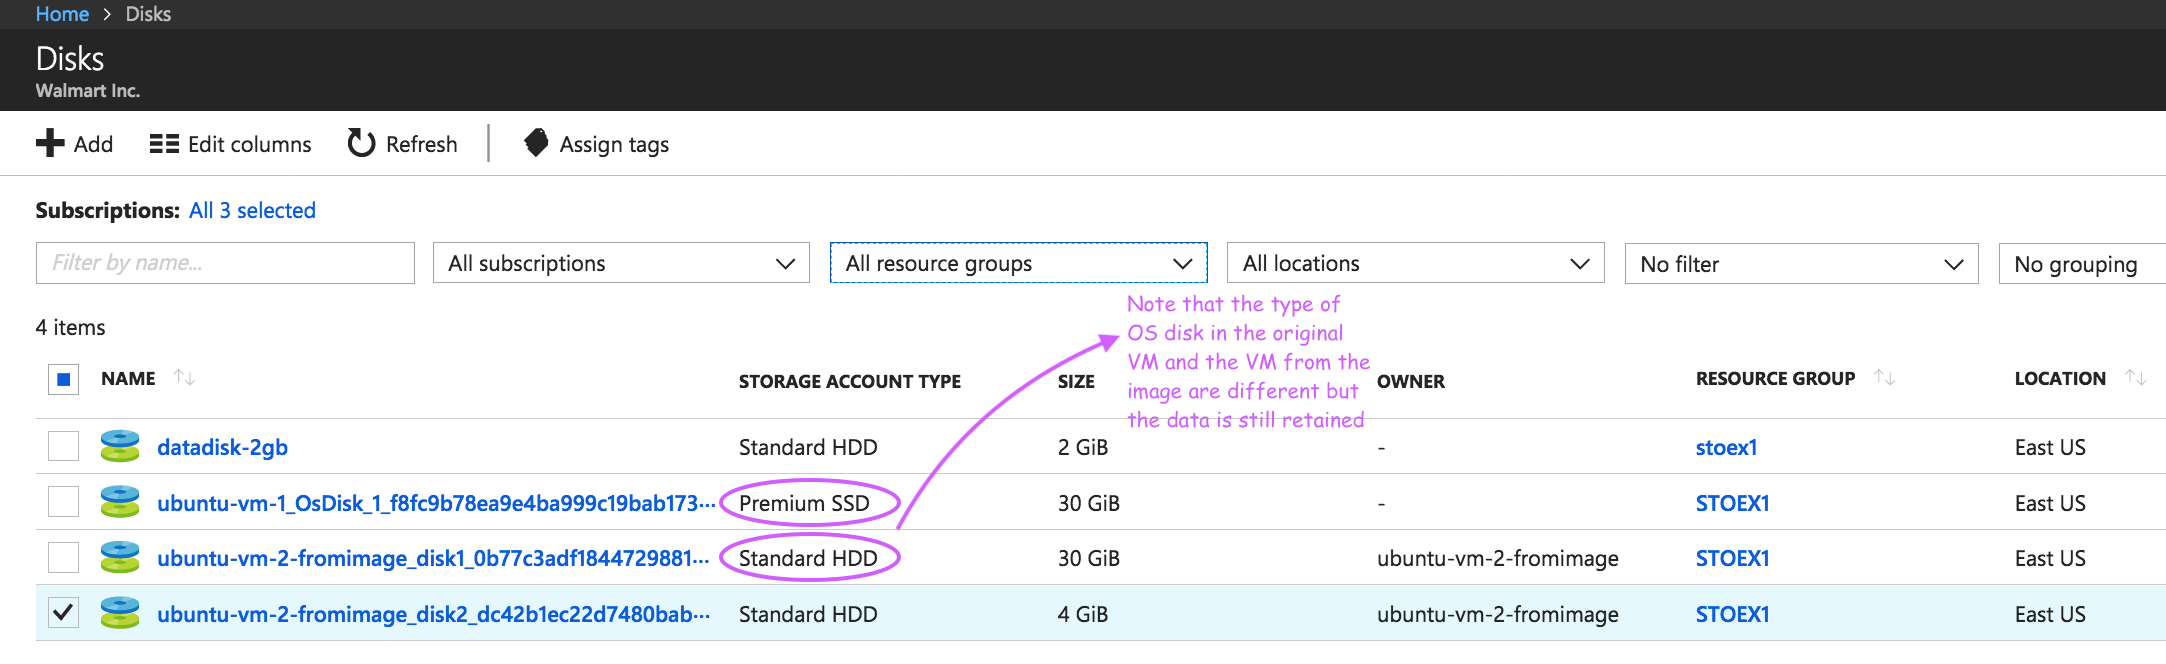 Home > Disks
Disks
Walmart Inc.
Add Edit columns Refresh Assign tags
Subscriptions: All 3 selected
Filter by name... All subscriptions All resource groups All locations No filter No grouping
Note that the type of
OS disk in the original
VM and the VM from the
image are different but
the data is still retained
4 items
NAME STORAGE ACCOUNT TYPE SIZE OWNER RESOURCE GROUP LOCATION
datadisk-2gb Standard HDD 2 GiB - stoex1 East US
ubuntu-vm-1_OsDisk_1_f8fc9b78ea9e4ba999c19bab173... Premium SSD 30 GiB - STOEX1 East US
ubuntu-vm-2-fromimage_disk1_0b77c3adf1844729881... Standard HDD 30 GiB ubuntu-vm-2-fromimage STOEX1 East US
ubuntu-vm-2-fromimage_disk2_dc42b1ec22d7480bab... Standard HDD 4 GiB ubuntu-vm-2-fromimage STOEX1 East US